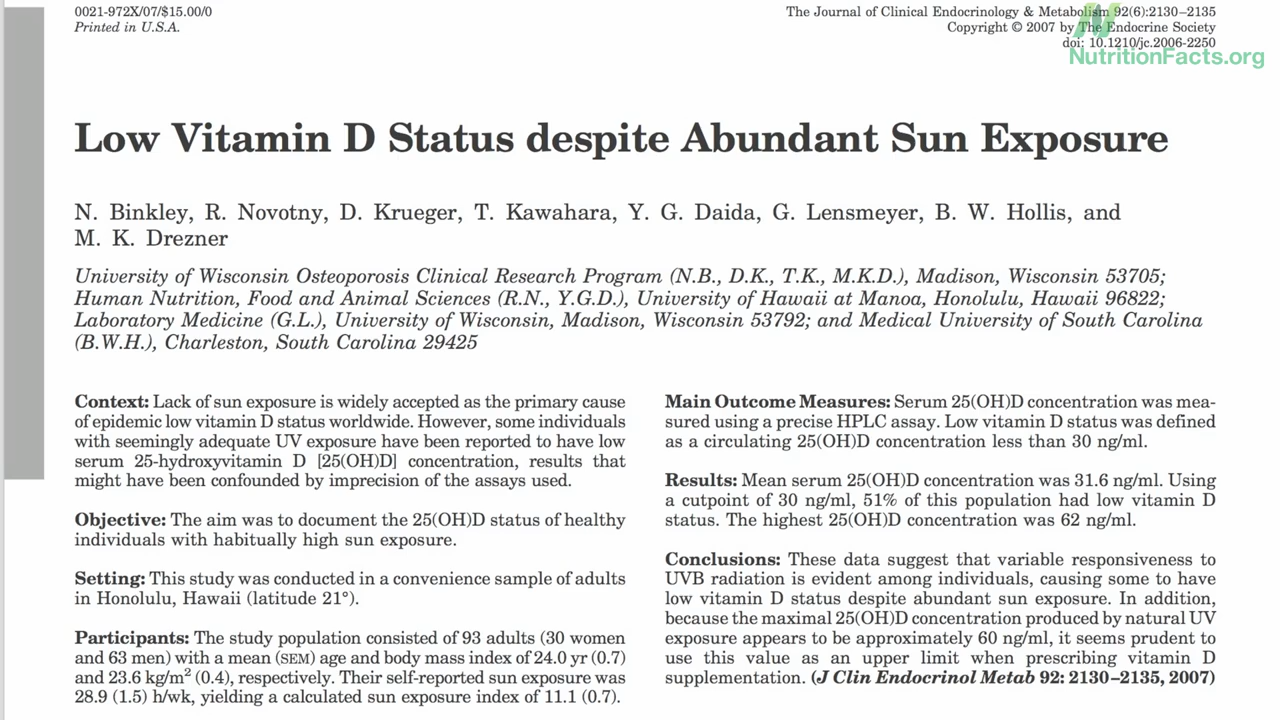 0021-972X/07/$15.00/0
Printed in U.S.A.
The Journal of Clinical Endocrinology & Metabolism 92(6):2130–2135
Copyright © 2007 by The Endocrine Society
doi: 10.1210/jc.2006-2250
NutritionFacts.org
Low Vitamin D Status despite Abundant Sun Exposure
N. Binkley, R. Novotny, D. Krueger, T. Kawahara, Y. G. Daida, G. Lensmeyer, B. W. Hollis, and
M. K. Drezner
University of Wisconsin Osteoporosis Clinical Research Program (N.B., D.K., T.K., M.K.D.), Madison, Wisconsin 53705;
Human Nutrition, Food and Animal Sciences (R.N., Y.G.D.), University of Hawaii at Manoa, Honolulu, Hawaii 96822;
Laboratory Medicine (G.L.), University of Wisconsin, Madison, Wisconsin 53792; and Medical University of South Carolina
(B.W.H.), Charleston, South Carolina 29425
Context: Lack of sun exposure is widely accepted as the primary cause
of epidemic low vitamin D status worldwide. However, some individuals
with seemingly adequate UV exposure have been reported to have low
serum 25-hydroxyvitamin D [25(OH)D] concentration, results that
might have been confounded by imprecision of the assays used.
Objective: The aim was to document the 25(OH)D status of healthy
individuals with habitually high sun exposure.
Setting: This study was conducted in a convenience sample of adults
in Honolulu, Hawaii (latitude 21°).
Participants: The study population consisted of 93 adults (30 women
and 63 men) with a mean (SEM) age and body mass index of 24.0 yr (0.7)
and 23.6 kg/m² (0.4), respectively. Their self-reported sun exposure was
28.9 (1.5) h/wk, yielding a calculated sun exposure index of 11.1 (0.7).
Main Outcome Measures: Serum 25(OH)D concentration was mea-
sured using a precise HPLC assay. Low vitamin D status was defined
as a circulating 25(OH)D concentration less than 30 ng/ml.
Results: Mean serum 25(OH)D concentration was 31.6 ng/ml. Using
a cutpoint of 30 ng/ml, 51% of this population had low vitamin D
status. The highest 25(OH)D concentration was 62 ng/ml.
Conclusions: These data suggest that variable responsiveness to
UVB radiation is evident among individuals, causing some to have
low vitamin D status despite abundant sun exposure. In addition,
because the maximal 25(OH)D concentration produced by natural UV
exposure appears to be approximately 60 ng/ml, it seems prudent to
use this value as an upper limit when prescribing vitamin D
supplementation. (J Clin Endocrinol Metab 92: 2130–2135, 2007)